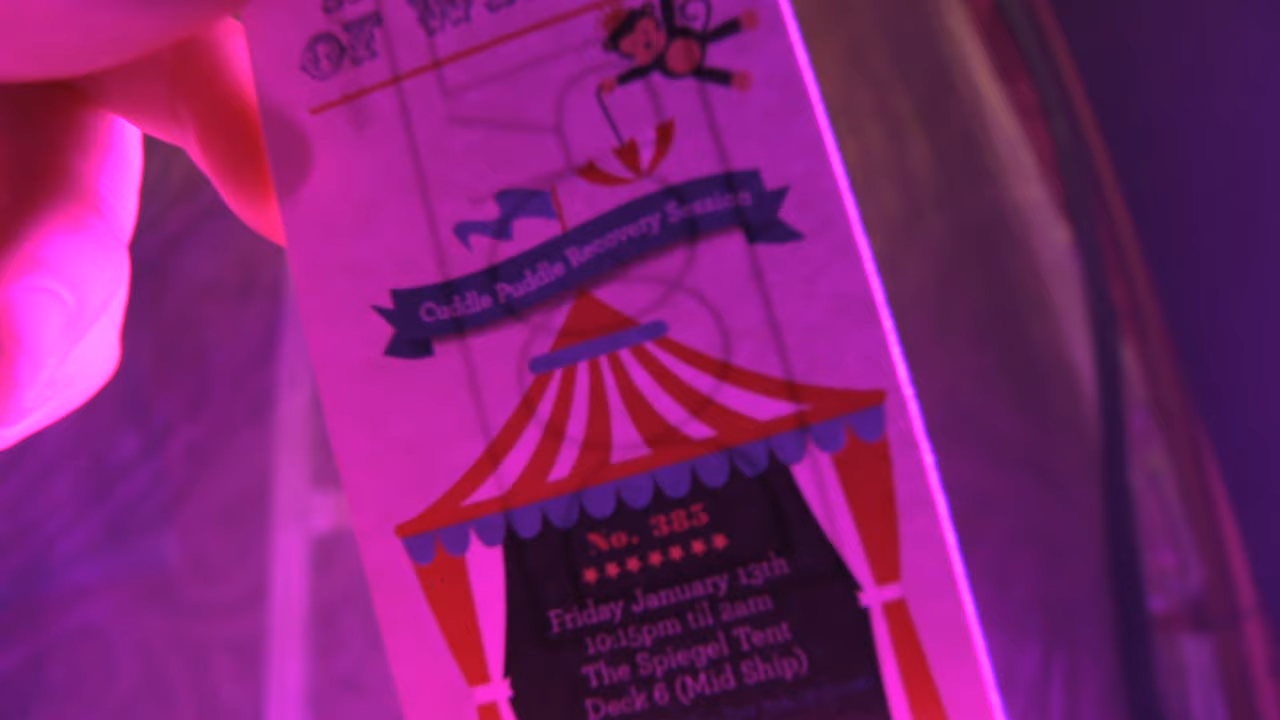 OF
Cuddle Puddle Recovery Session
No. 385
Friday January 13th
10:15pm til 2am
The Spiegel Tent
Deck 6 (Mid Ship)